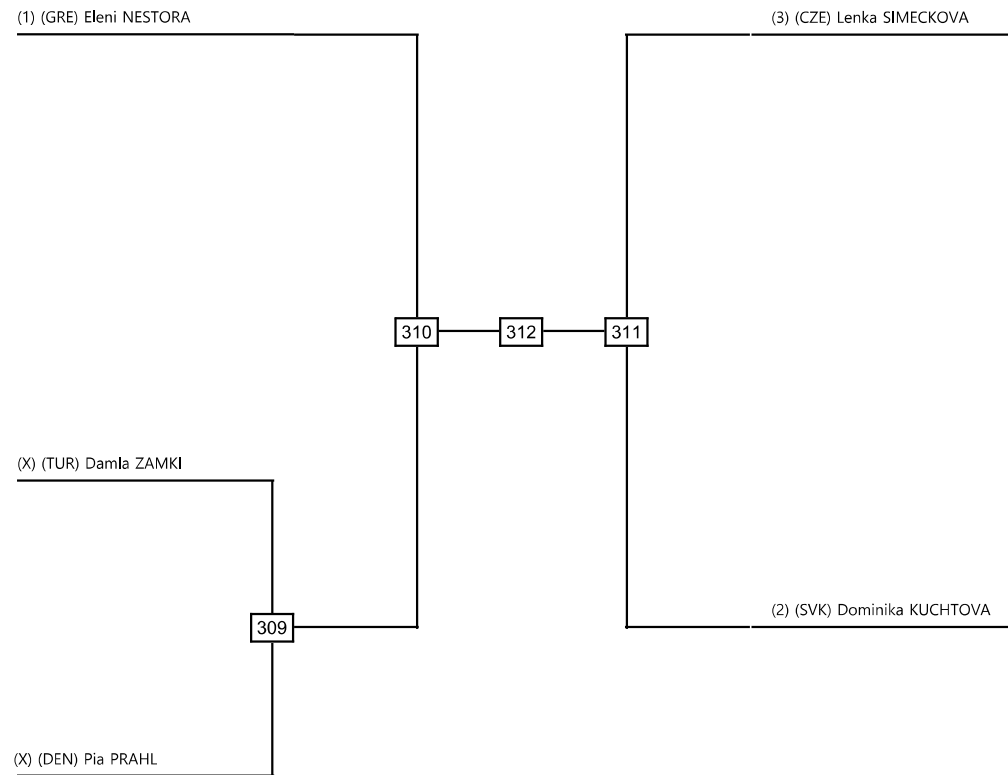 (1) (GRE) Eleni NESTORA
(3) (CZE) Lenka SIMECKOVA
310
312
311
(X) (TUR) Damla ZAMKI
309
(2) (SVK) Dominika KUCHTOVA
(X) (DEN) Pia PRAHL